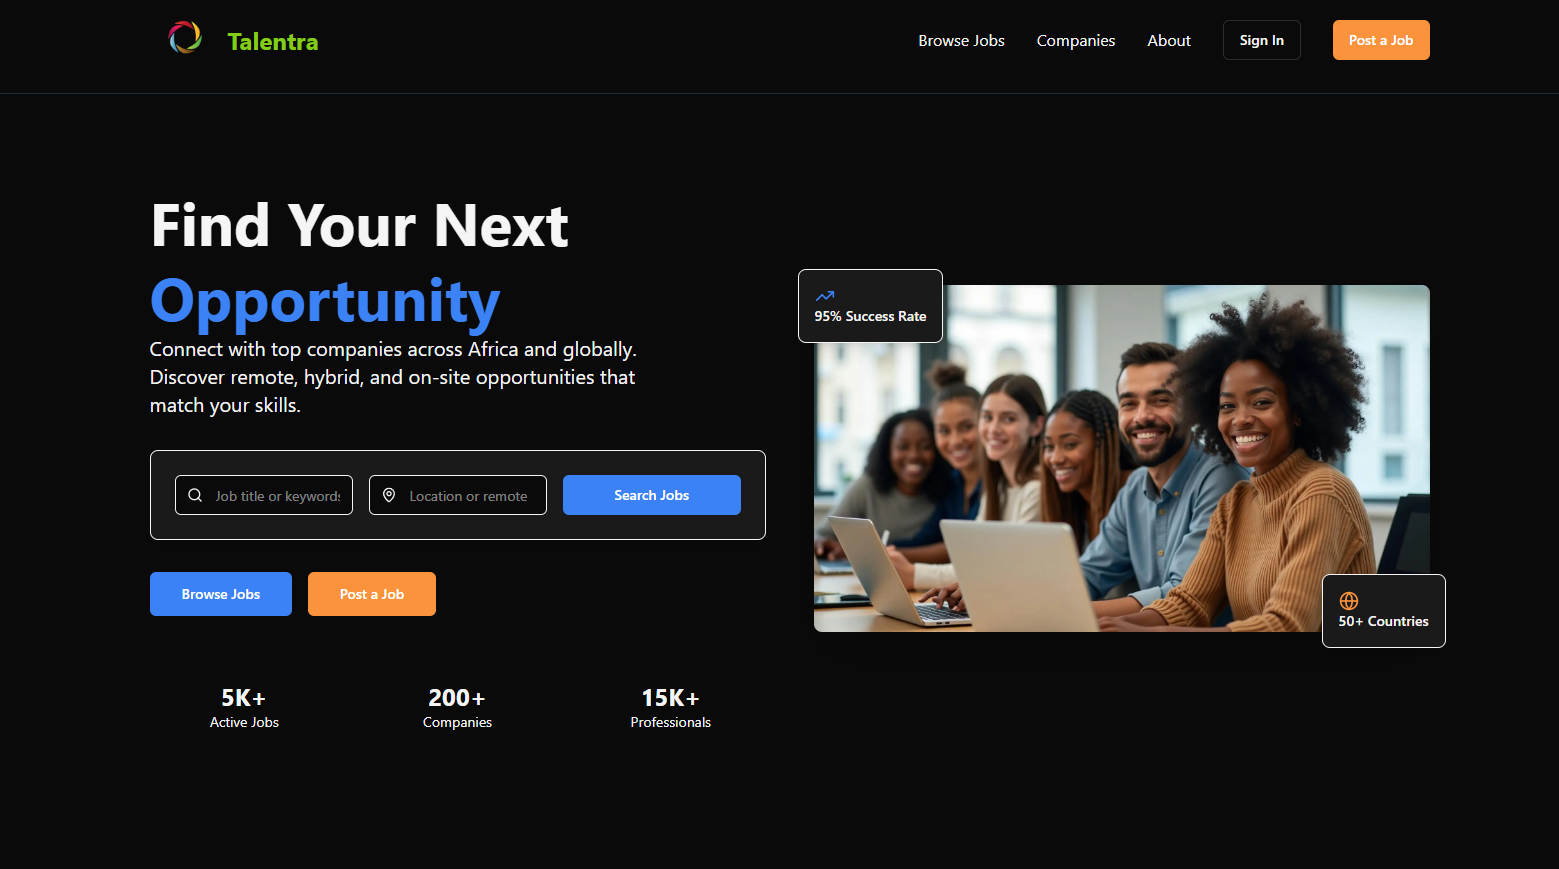 Talentra
Browse Jobs
Companies
About
Sign In
Post a Job
Find Your Next
Opportunity
Connect with top companies across Africa and globally.
Discover remote, hybrid, and on-site opportunities that
match your skills.
Job title or keywords
Location or remote
Search Jobs
Browse Jobs
Post a Job
5K+
Active Jobs
200+
Companies
15K+
Professionals
95% Success Rate
50+ Countries